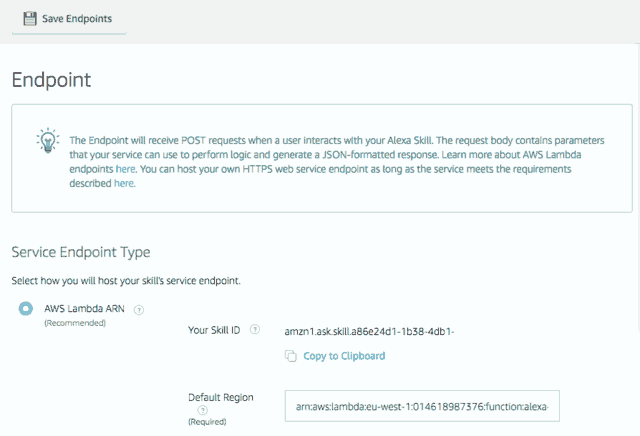 Save Endpoints
Endpoint
The Endpoint will receive POST requests when a user interacts with your Alexa Skill. The request body contains parameters
that your service can use to perform logic and generate a JSON-formatted response. Learn more about AWS Lambda
endpoints here. You can host your own HTTPS web service endpoint as long as the service meets the requirements
described here.
Service Endpoint Type
Select how you will host your skill's service endpoint.
AWS Lambda ARN ?
(Recommended)
Your Skill ID ? amzn1.ask.skill.a86e24d1-1b38-4db1-
Copy to Clipboard
Default Region arn:aws:lambda:eu-west-1:014618987376:function:alexa-
?
(Required)